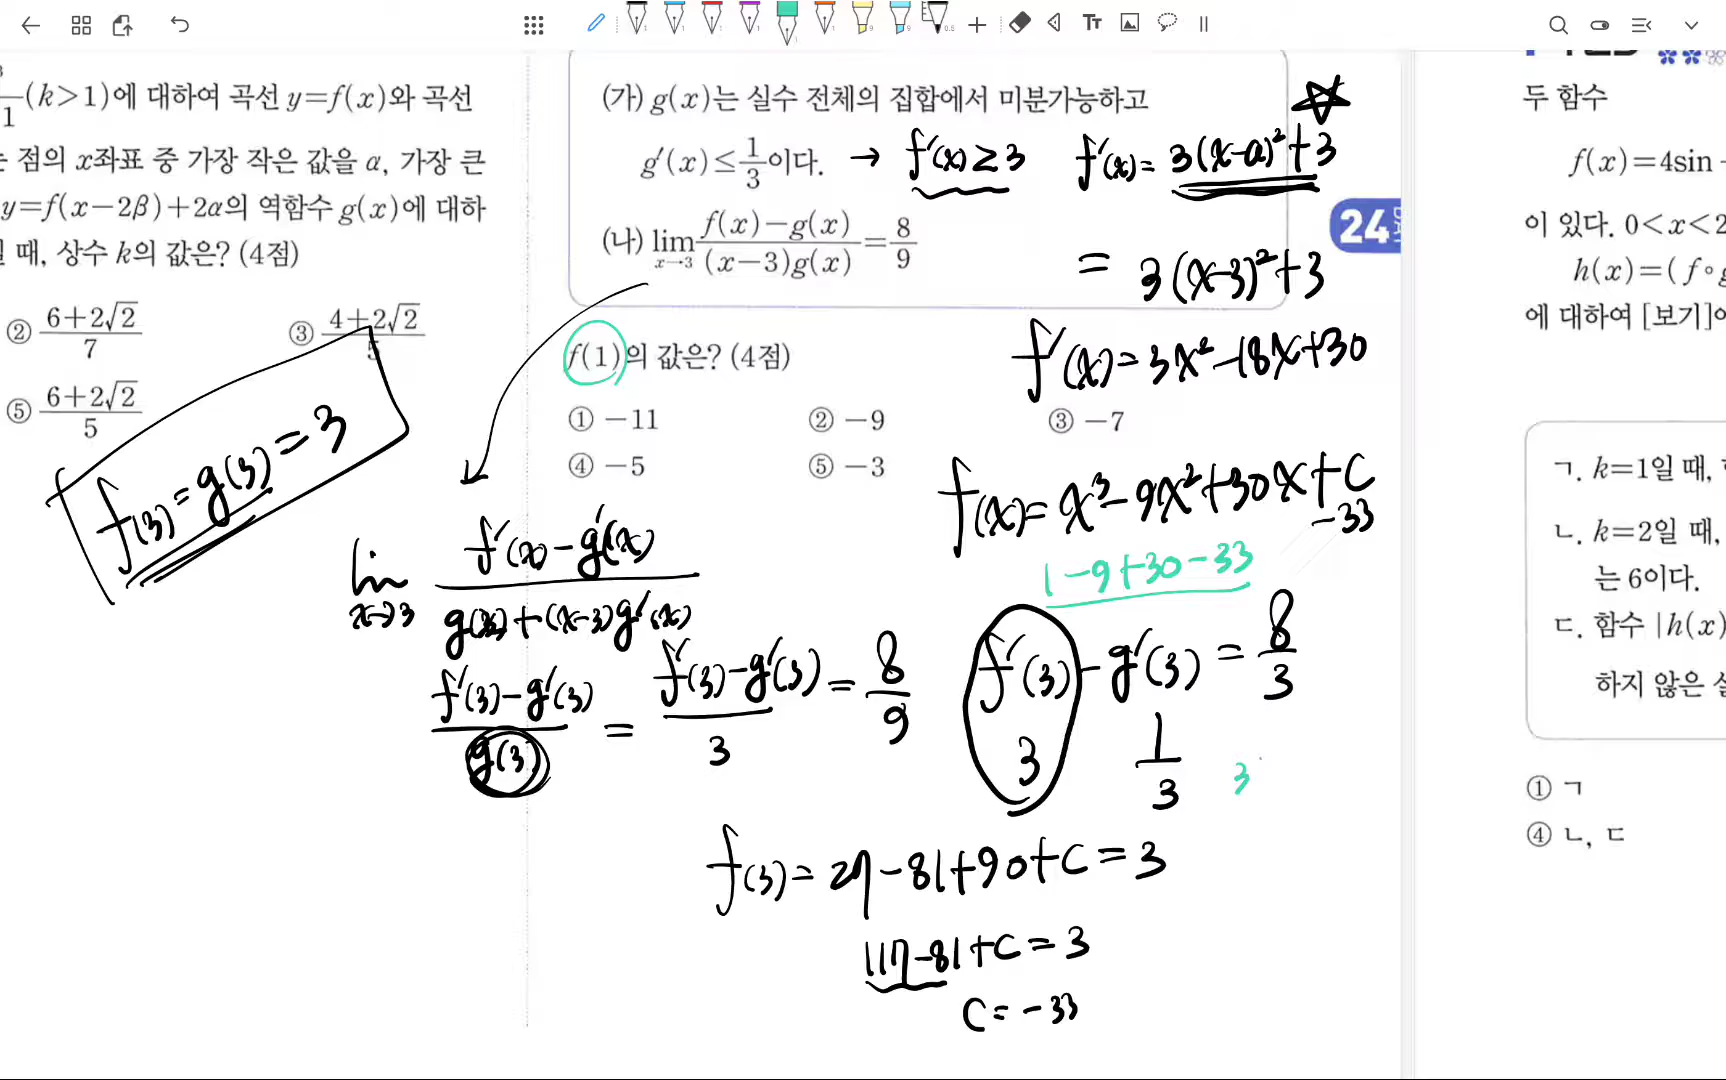 1 (k>1)에 대하여 곡선 y=f(x)와 곡선
점의 x좌표 중 가장 작은 값을 α, 가장 큰
y=f(x-2β)+2α의 역함수 g(x)에 대하
때, 상수 k의 값은? (4점)
② (6+2√2)/7 ③ (4+2√2)/5
⑤ (6+2√2)/5
f(3)=g(3)=3
(가) g(x)는 실수 전체의 집합에서 미분가능하고
g′(x)≤1/3이다. → f′(x)≥3 f′(x)=3(x-a)²+3
(나) lim x→3 (f(x)-g(x))/((x-3)g(x))=8/9
= 3(x-3)²+3
f(1)의 값은? (4점)
f′(x)=3x²-18x+30
① -11 ② -9 ③ -7
④ -5 ⑤ -3
f(x)=x³-9x²+30x+C
-33
1-9+30-33
lim x→3 (f′(x)-g′(x))/(g(x)+(x-3)g′(x))
(f′(3)-g′(3))/g(3) = (f′(3)-g′(3))/3 = 8/9
f′(3)-g′(3)=8/3
3 1/3 3
f(3)=27-81+90+C=3
117-81+C=3
C=-33
24
두 함수
f(x)=4sin
이 있다. 0<x<2
h(x)=(f∘g
에 대하여 [보기]
ㄱ. k=1일 때,
ㄴ. k=2일 때,
는 6이다.
ㄷ. 함수 |h(x)
하지 않은
① ㄱ
④ ㄴ, ㄷ